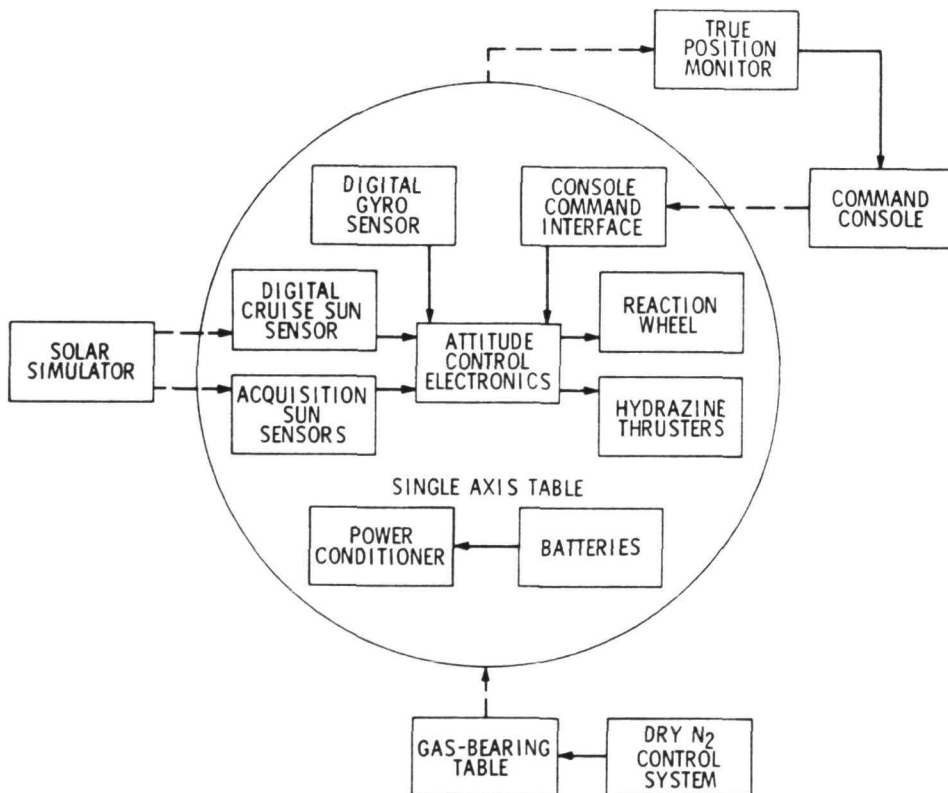 TRUE
POSITION
MONITOR
DIGITAL
GYRO
SENSOR
CONSOLE
COMMAND
INTERFACE
COMMAND
CONSOLE
DIGITAL
CRUISE SUN
SENSOR
REACTION
WHEEL
SOLAR
SIMULATOR
ATTITUDE
CONTROL
ELECTRONICS
ACQUISITION
SUN
SENSORS
HYDRAZINE
THRUSTERS
SINGLE AXIS TABLE
POWER
CONDITIONER
BATTERIES
GAS-BEARING
TABLE
DRY N₂
CONTROL
SYSTEM